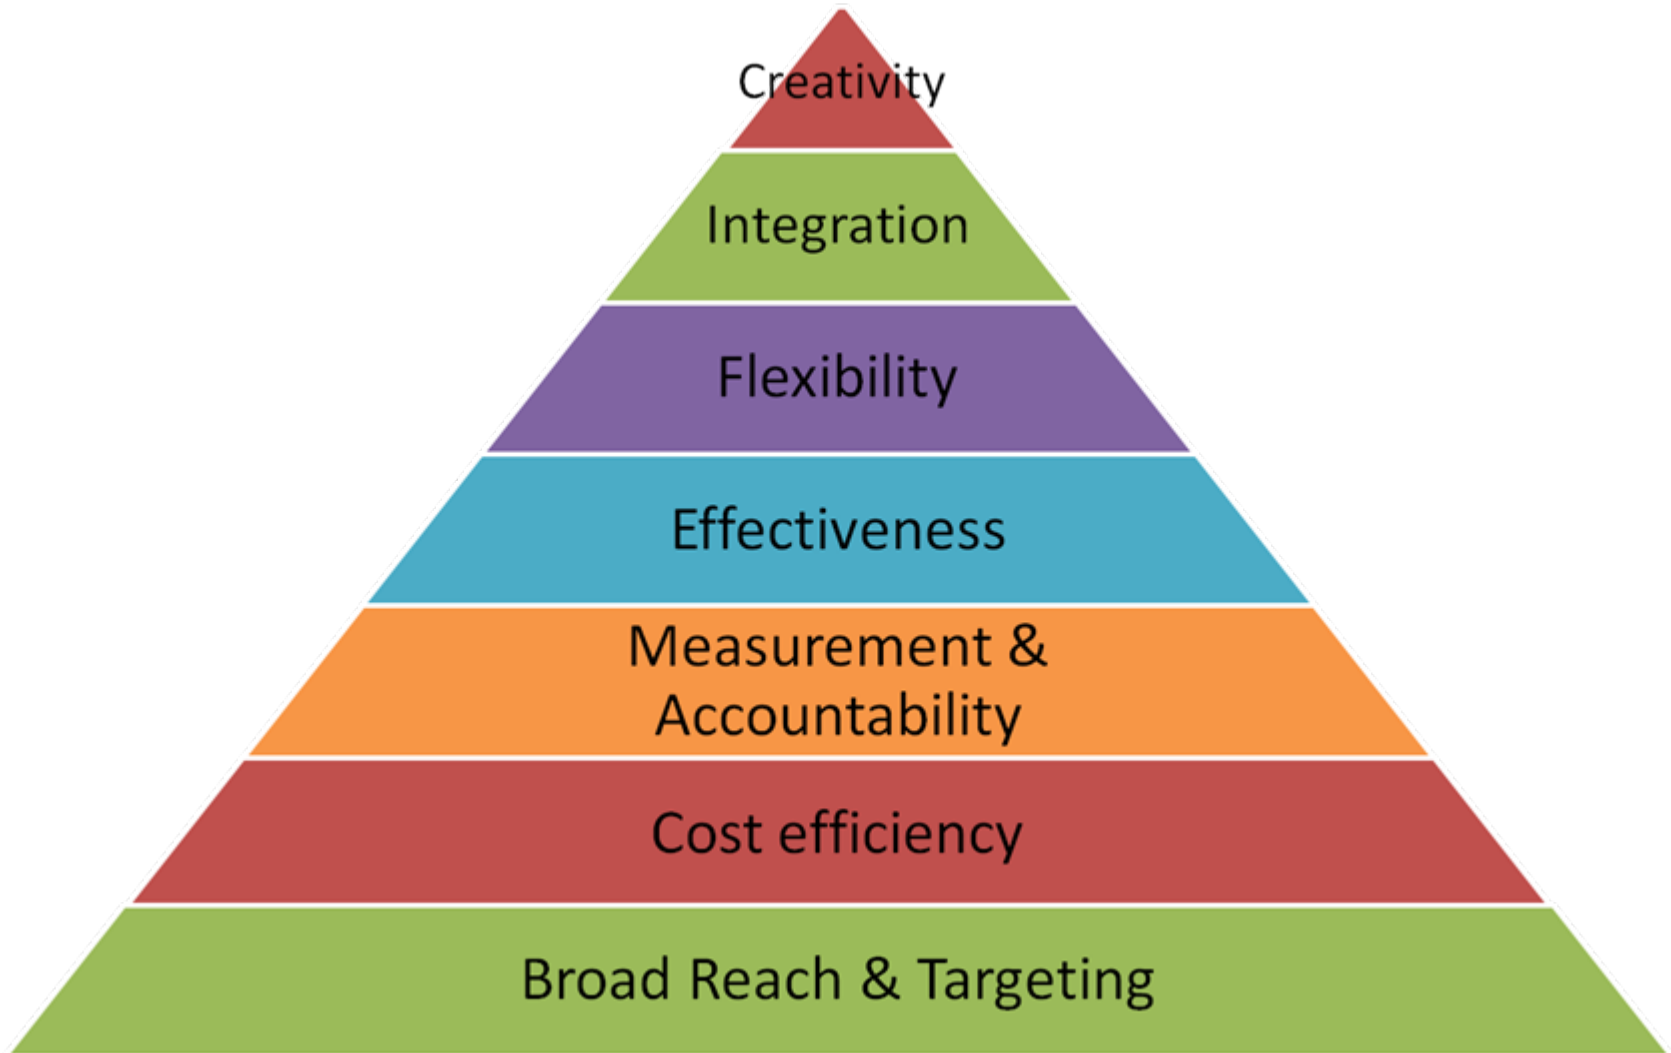 Creativity
Integration
Flexibility
Effectiveness
Measurement &
Accountability
Cost efficiency
Broad Reach & Targeting